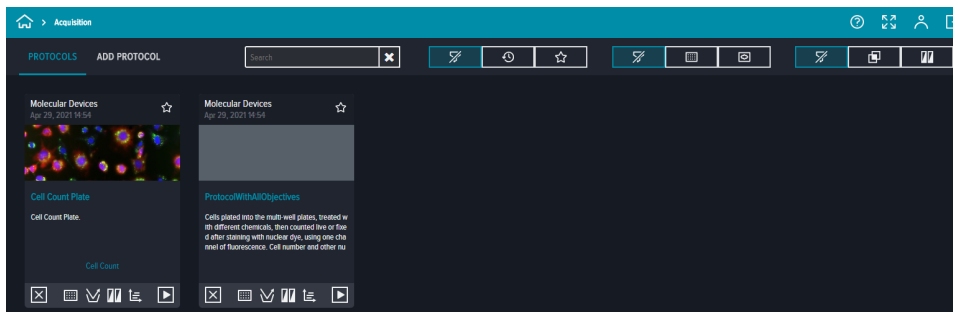 > Acquisition
PROTOCOLS ADD PROTOCOL Search
Molecular Devices
Apr 29, 2021 14:54
Cell Count Plate
Cell Count Plate.
Cell Count
Molecular Devices
Apr 29, 2021 14:54
ProtocolWithAllObjectives
Cells plated into the multi-well plates, treated w
ith different chemicals, then counted live or fixe
d after staining with nuclear dye, using one cha
nnel of fluorescence. Cell number and other nu